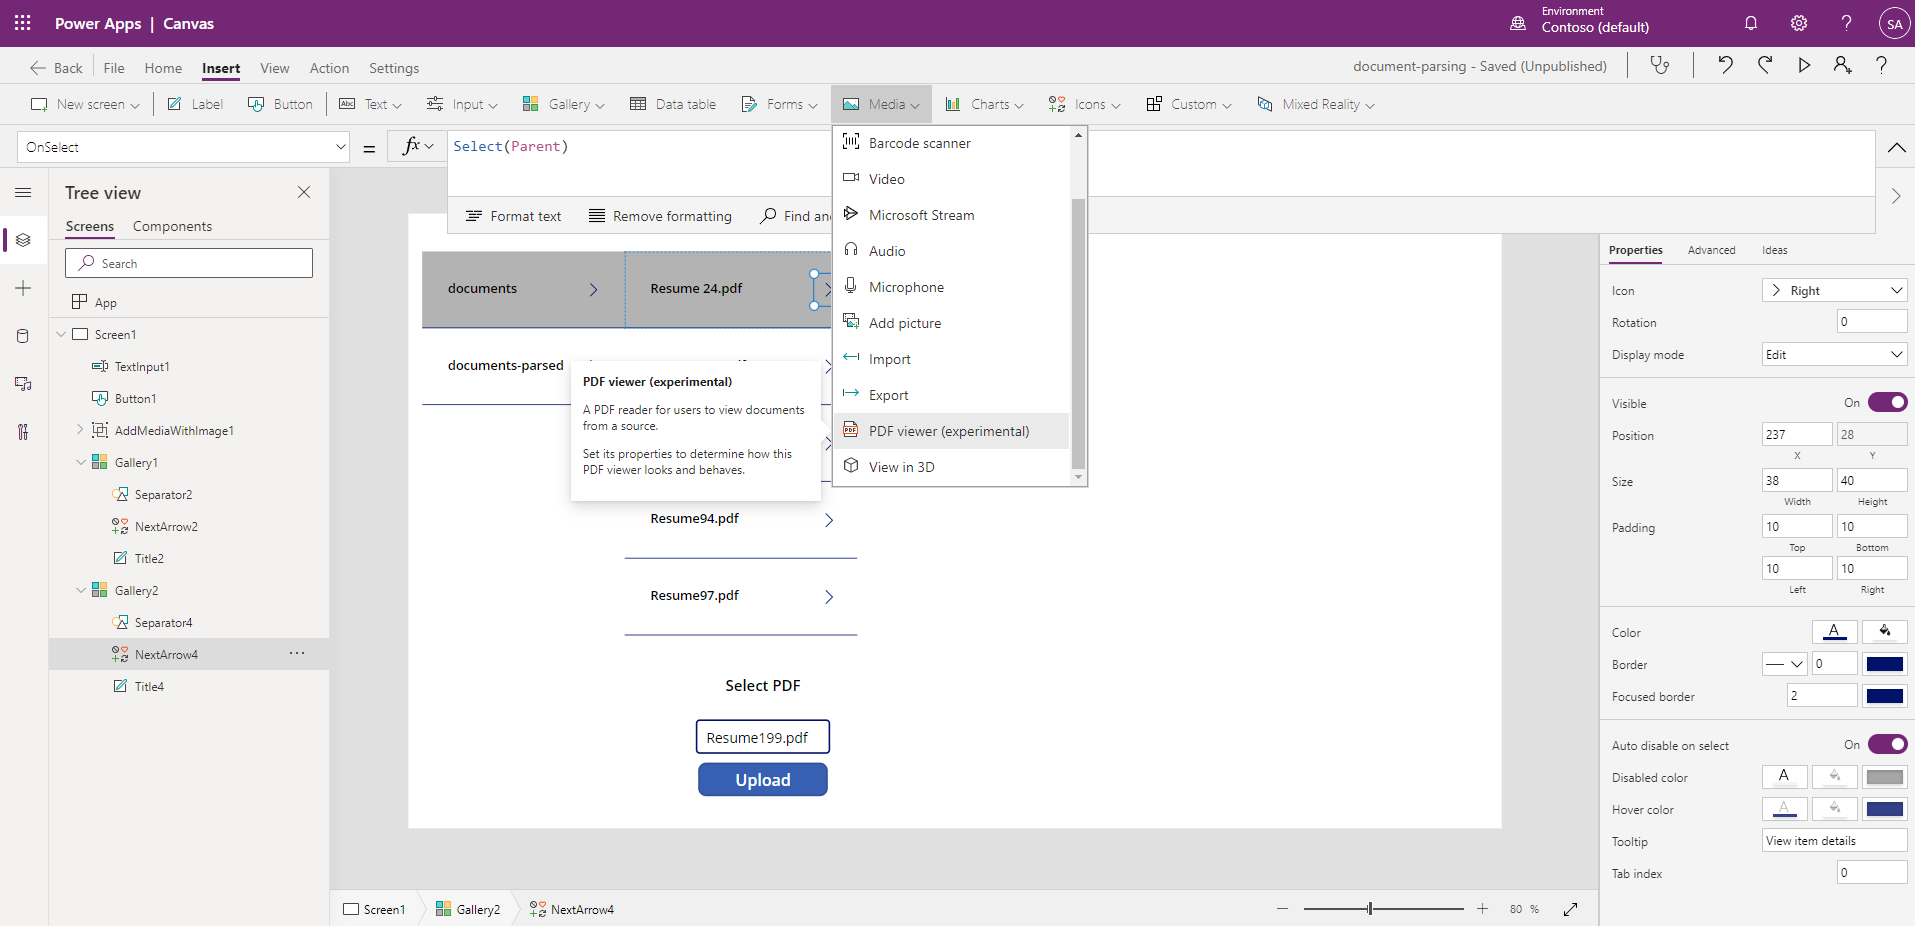 Power Apps | Canvas
Environment
Contoso (default)
SA
Back
File
Home
Insert
View
Action
Settings
document-parsing - Saved (Unpublished)
New screen
Label
Button
Text
Input
Gallery
Data table
Forms
Media
Charts
Icons
Custom
Mixed Reality
OnSelect
=
fx
Select(Parent)
Format text
Remove formatting
Find an
Barcode scanner
Video
Microsoft Stream
Audio
Microphone
Add picture
Import
Export
PDF viewer (experimental)
View in 3D
Tree view
Screens
Components
Search
App
Screen1
TextInput1
Button1
AddMediaWithImage1
Gallery1
Separator2
NextArrow2
Title2
Gallery2
Separator4
NextArrow4
Title4
documents
Resume 24.pdf
documents-parsed
PDF viewer (experimental)
A PDF reader for users to view documents
from a source.
Set its properties to determine how this
PDF viewer looks and behaves.
Resume94.pdf
Resume97.pdf
Select PDF
Resume199.pdf
Upload
Properties
Advanced
Ideas
Icon
Right
Rotation
0
Display mode
Edit
Visible
On
Position
237
28
X
Y
Size
38
40
Width
Height
Padding
10
10
Top
Bottom
10
10
Left
Right
Color
Border
0
Focused border
2
Auto disable on select
On
Disabled color
Hover color
Tooltip
View item details
Tab index
0
Screen1
Gallery2
NextArrow4
80 %